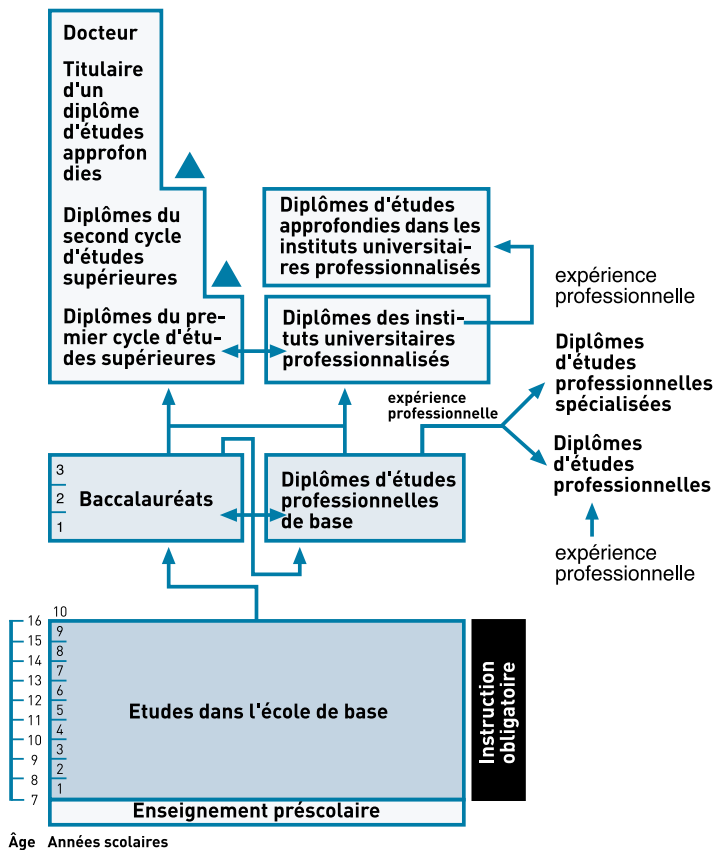 Docteur
Titulaire
d'un
diplôme
d'études
approfon
dies
Diplômes du
second cycle
d'études
supérieures
Diplômes du pre-
mier cycle d'étu-
des supérieures
Diplômes d'études
approfondies dans les
instituts universitai-
res professionnalisés
Diplômes des insti-
tuts universitaires
professionnalisés
expérience
professionnelle
Diplômes
d'études
professionnelles
spécialisées
expérience
professionnelle
Diplômes
d'études
professionnelles
expérience
professionnelle
3
2
1
Baccalauréats
Diplômes d'études
professionnelles
de base
10
16
15
14
13
12
11
10
9
8
7
9
8
7
6
5
4
3
2
1
Etudes dans l'école de base
Instruction
obligatoire
Enseignement préscolaire
Âge Années scolaires